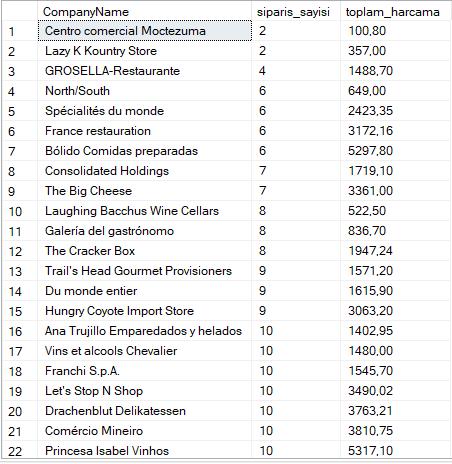 CompanyName siparis_sayisi toplam_harcama
1 Centro comercial Moctezuma 2 100,80
2 Lazy K Kountry Store 2 357,00
3 GROSELLA-Restaurante 4 1488,70
4 North/South 6 649,00
5 Spécialités du monde 6 2423,35
6 France restauration 6 3172,16
7 Bólido Comidas preparadas 6 5297,80
8 Consolidated Holdings 7 1719,10
9 The Big Cheese 7 3361,00
10 Laughing Bacchus Wine Cellars 8 522,50
11 Galería del gastrónomo 8 836,70
12 The Cracker Box 8 1947,24
13 Trail's Head Gourmet Provisioners 9 1571,20
14 Du monde entier 9 1615,90
15 Hungry Coyote Import Store 9 3063,20
16 Ana Trujillo Emparedados y helados 10 1402,95
17 Vins et alcools Chevalier 10 1480,00
18 Franchi S.p.A. 10 1545,70
19 Let's Stop N Shop 10 3490,02
20 Drachenblut Delikatessen 10 3763,21
21 Comércio Mineiro 10 3810,75
22 Princesa Isabel Vinhos 10 5317,10